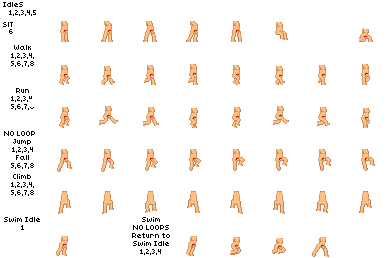 IdleS
1,2,3,4,5
SIT
6
Walk
1,2,3,4,
5,6,7,8
Run
1,2,3,
5,6,7,
NO LOOP
Jump
1,2,3,4
Fall
5,6,7,8
Climb
1,2,3,4,
5,6,7,8
Swim Idle
1
Swim
NO LOOPS
Return to
Swim Idle
1,2,3,4